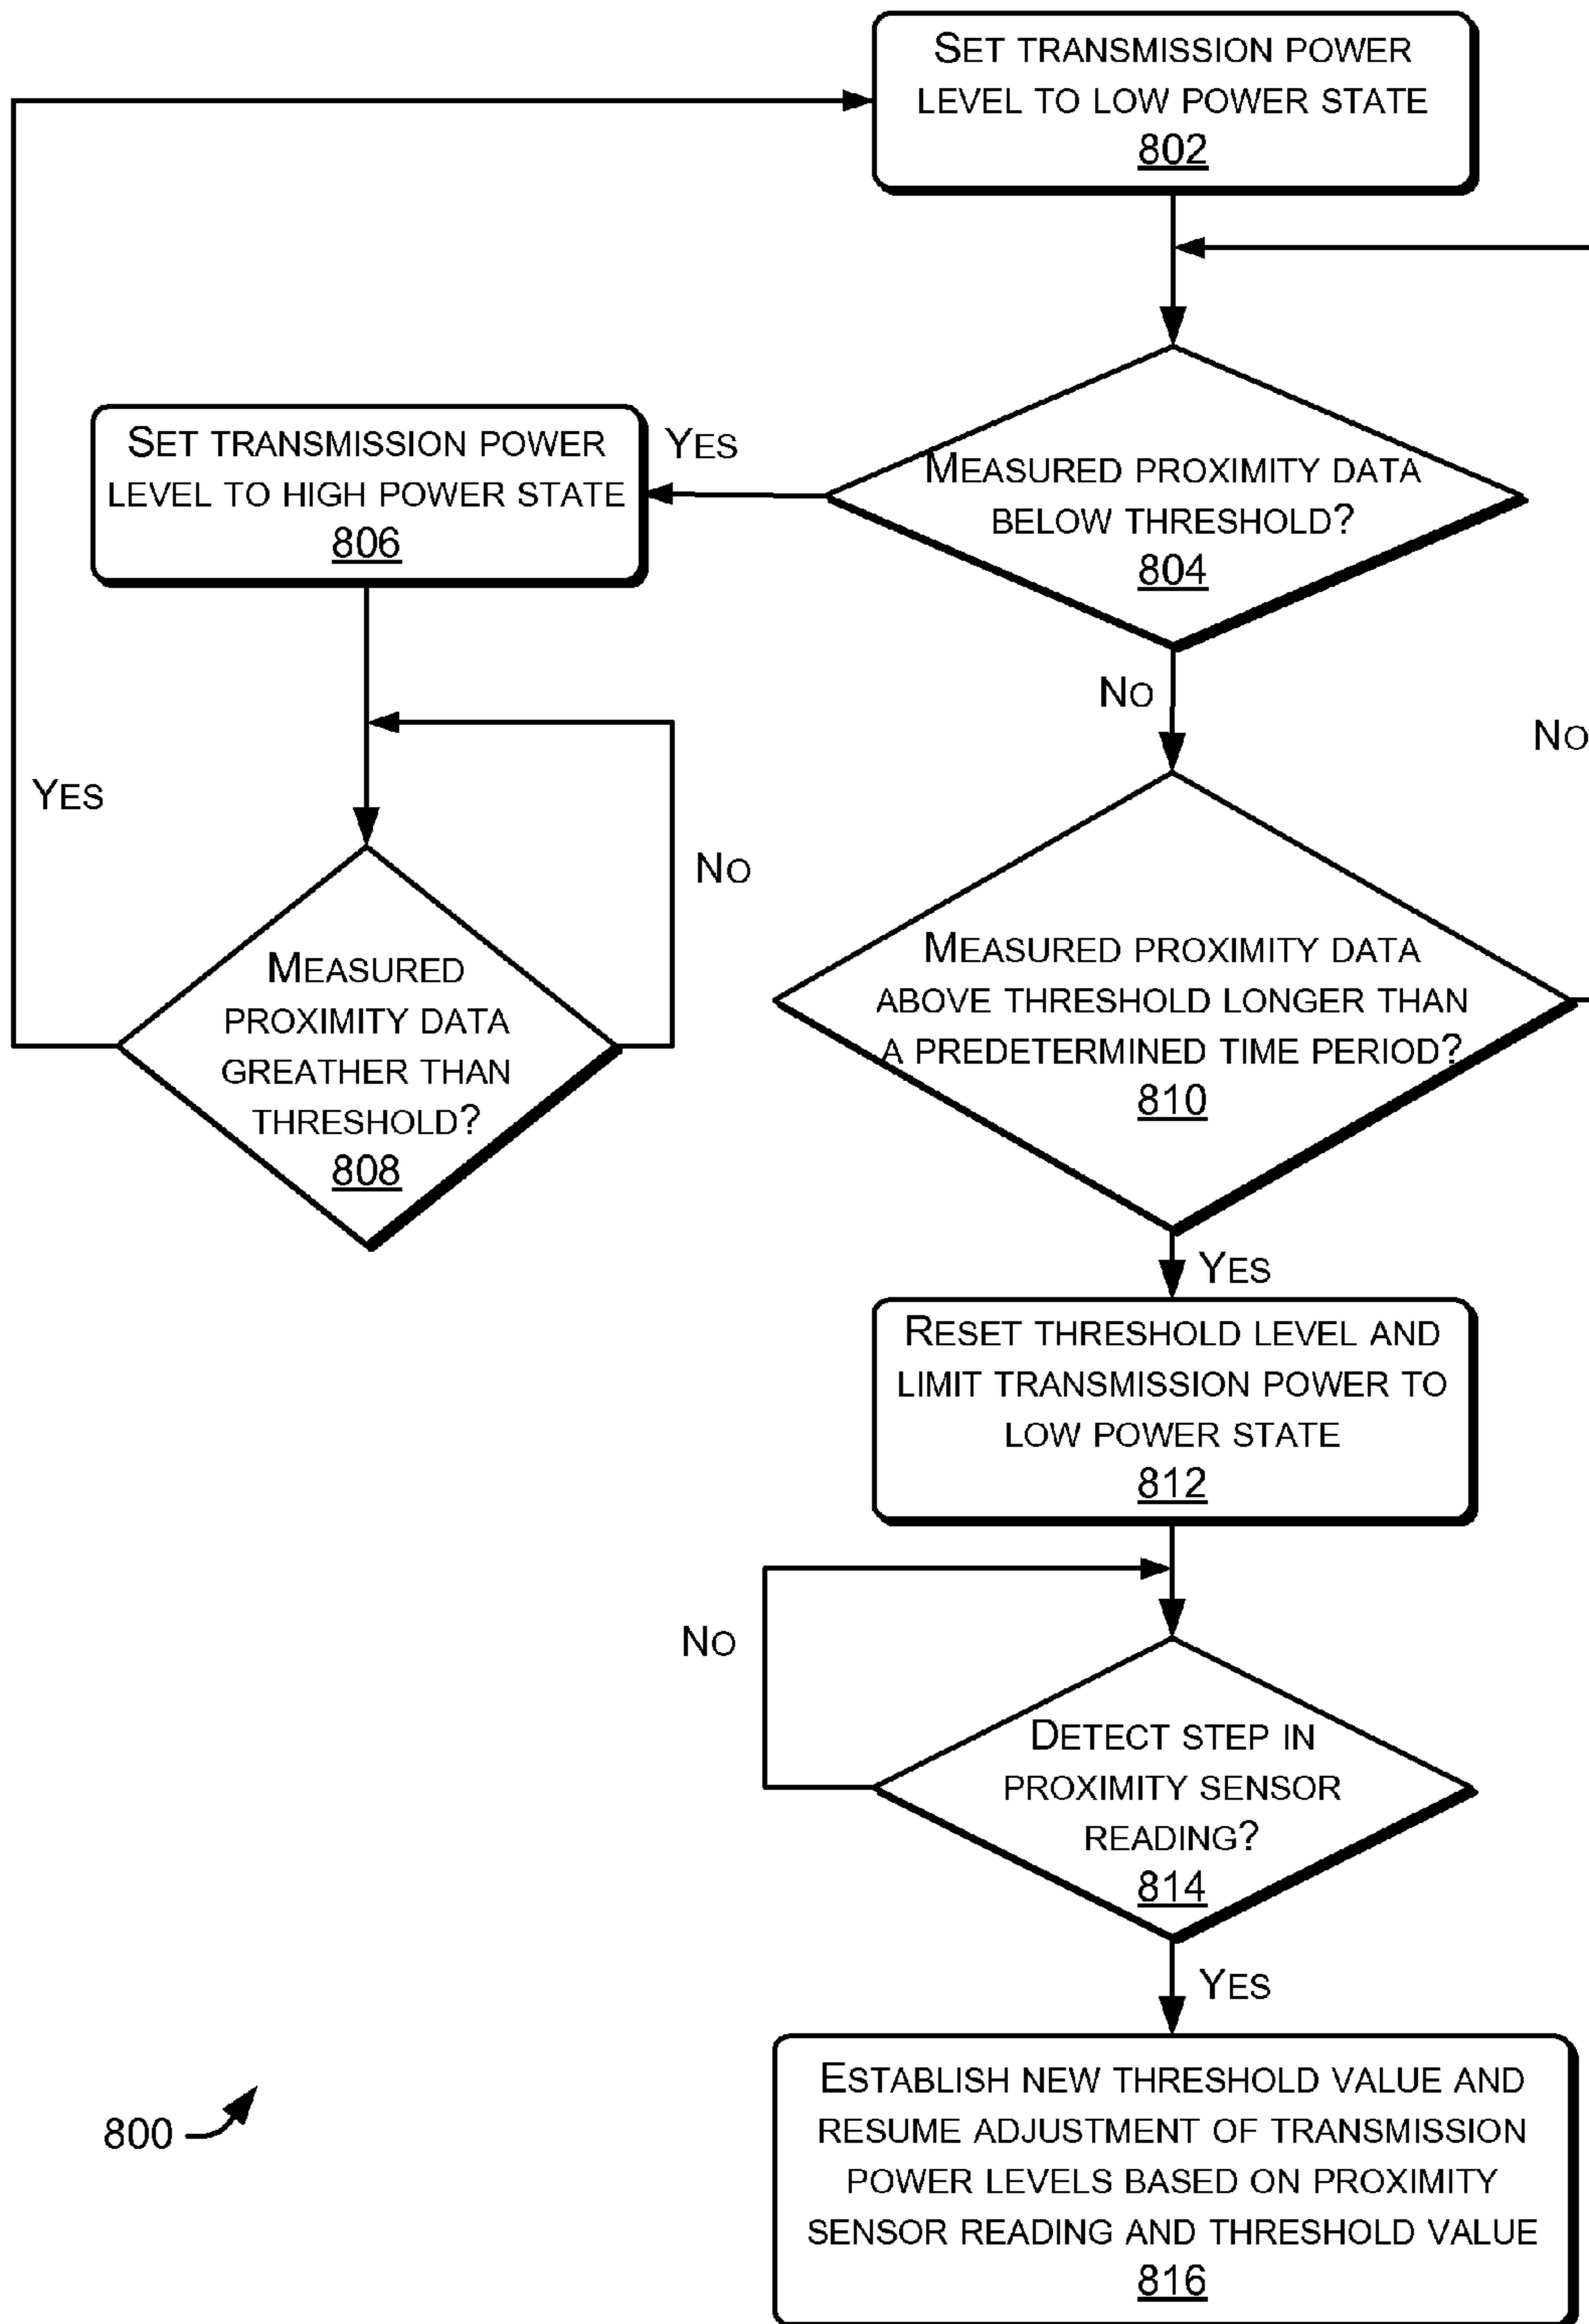 SET TRANSMISSION POWER
LEVEL TO LOW POWER STATE
802
SET TRANSMISSION POWER
LEVEL TO HIGH POWER STATE
806
YES
MEASURED PROXIMITY DATA
BELOW THRESHOLD?
804
NO
NO
YES
NO
MEASURED
PROXIMITY DATA
GREATHER THAN
THRESHOLD?
808
MEASURED PROXIMITY DATA
ABOVE THRESHOLD LONGER THAN
A PREDETERMINED TIME PERIOD?
810
YES
RESET THRESHOLD LEVEL AND
LIMIT TRANSMISSION POWER TO
LOW POWER STATE
812
NO
DETECT STEP IN
PROXIMITY SENSOR
READING?
814
YES
ESTABLISH NEW THRESHOLD VALUE AND
RESUME ADJUSTMENT OF TRANSMISSION
POWER LEVELS BASED ON PROXIMITY
SENSOR READING AND THRESHOLD VALUE
816
800